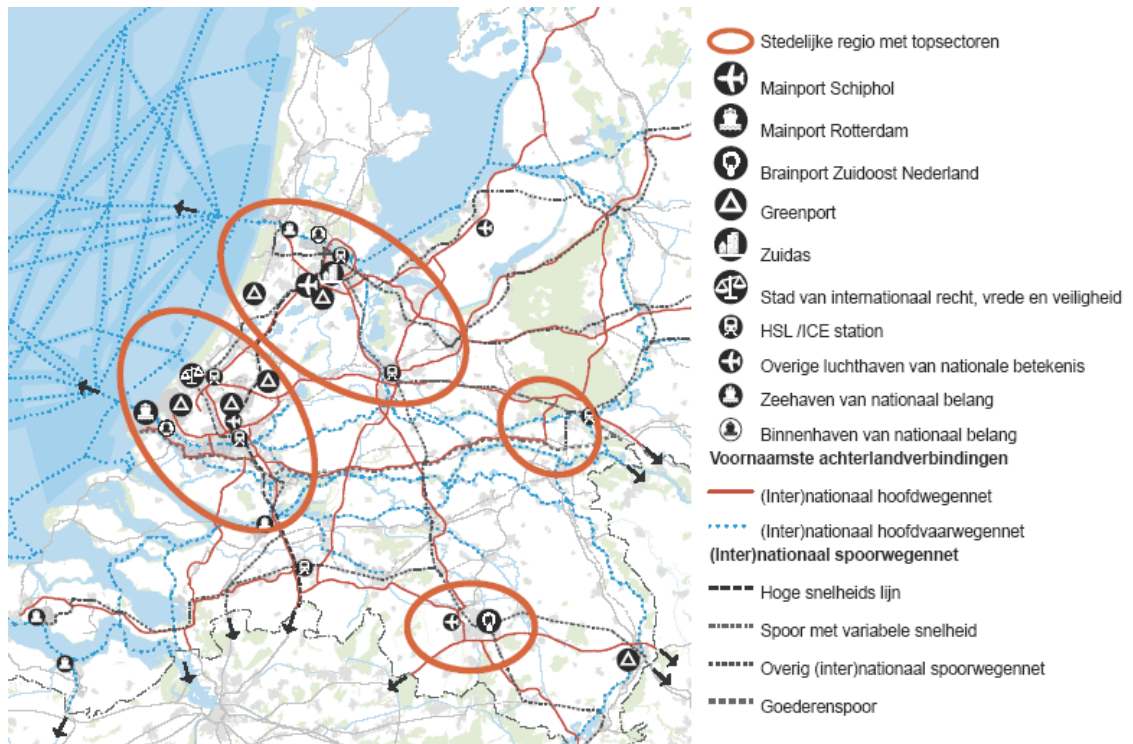 Stedelijke regio met topsectoren
Mainport Schiphol
Mainport Rotterdam
Brainport Zuidoost Nederland
Greenport
Zuidas
Stad van internationaal recht, vrede en veiligheid
HSL /ICE station
Overige luchthaven van nationale betekenis
Zeehaven van nationaal belang
Binnenhaven van nationaal belang
Voornaamste achterlandverbindingen
(Inter)nationaal hoofdwegennet
(Inter)nationaal hoofdvaarwegennet
(Inter)nationaal spoorwegennet
Hoge snelheids lijn
Spoor met variabele snelheid
Overig (inter)nationaal spoorwegennet
Goederenspoor